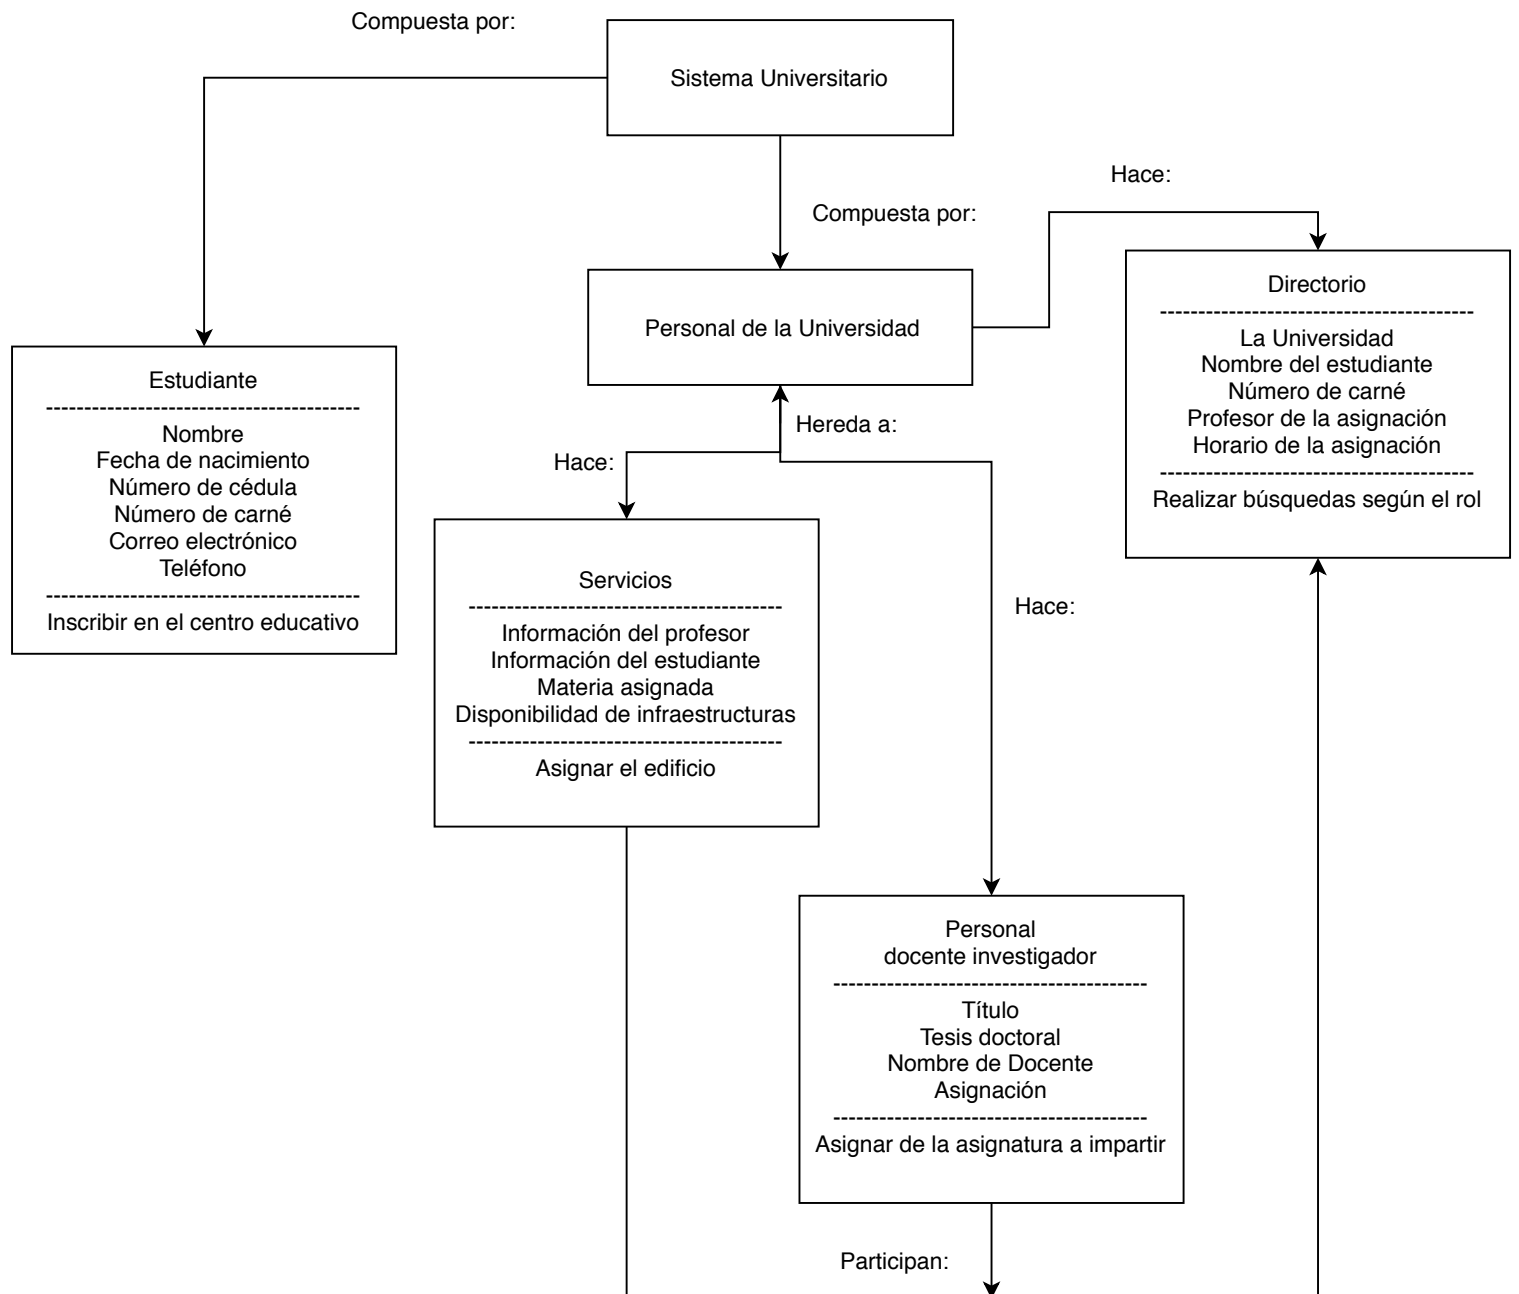 Compuesta por:
Sistema Universitario
Hace:
Compuesta por:
Personal de la Universidad
Directorio
-----------------------------------------
La Universidad
Nombre del estudiante
Número de carné
Profesor de la asignación
Horario de la asignación
-----------------------------------------
Realizar búsquedas según el rol
Estudiante
-----------------------------------------
Nombre
Fecha de nacimiento
Número de cédula
Número de carné
Correo electrónico
Teléfono
-----------------------------------------
Inscribir en el centro educativo
Hereda a:
Hace:
Servicios
-----------------------------------------
Información del profesor
Información del estudiante
Materia asignada
Disponibilidad de infraestructuras
-----------------------------------------
Asignar el edificio
Hace:
Personal
docente investigador
-----------------------------------------
Título
Tesis doctoral
Nombre de Docente
Asignación
-----------------------------------------
Asignar de la asignatura a impartir
Participan: